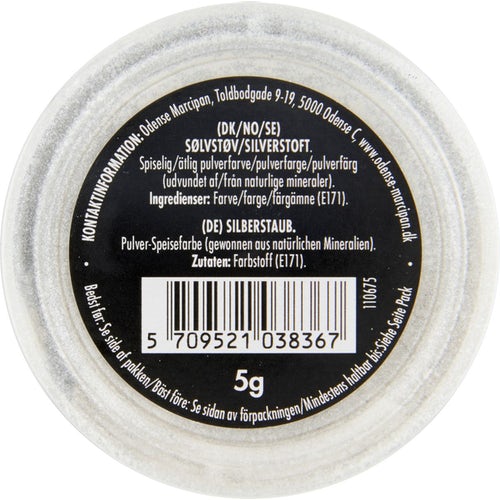 KONTAKTINFORMATION: Odense Marcipan, Toldbodgade 9-19, 5000 Odense C, www.odense-marcipan.dk
(DK/NO/SE)
SØLVSTØV/SILVERSTOFT.
Spiselig/ätlig pulverfarve/pulverfarge/pulverfärg
(udvundet af/från naturlige mineraler).
Ingredienser: Farve/farge/färgämne (E171).
(DE) SILBERSTAUB.
Pulver-Speisefarbe (gewonnen aus natürlichen Mineralien).
Zutaten: Farbstoff (E171).
110675
5 709521 038367
5g
Bedst før: Se side af pakken/Bäst före: Se sidan av förpackningen/Mindestens haltbar bis:Siehe Seite Pack